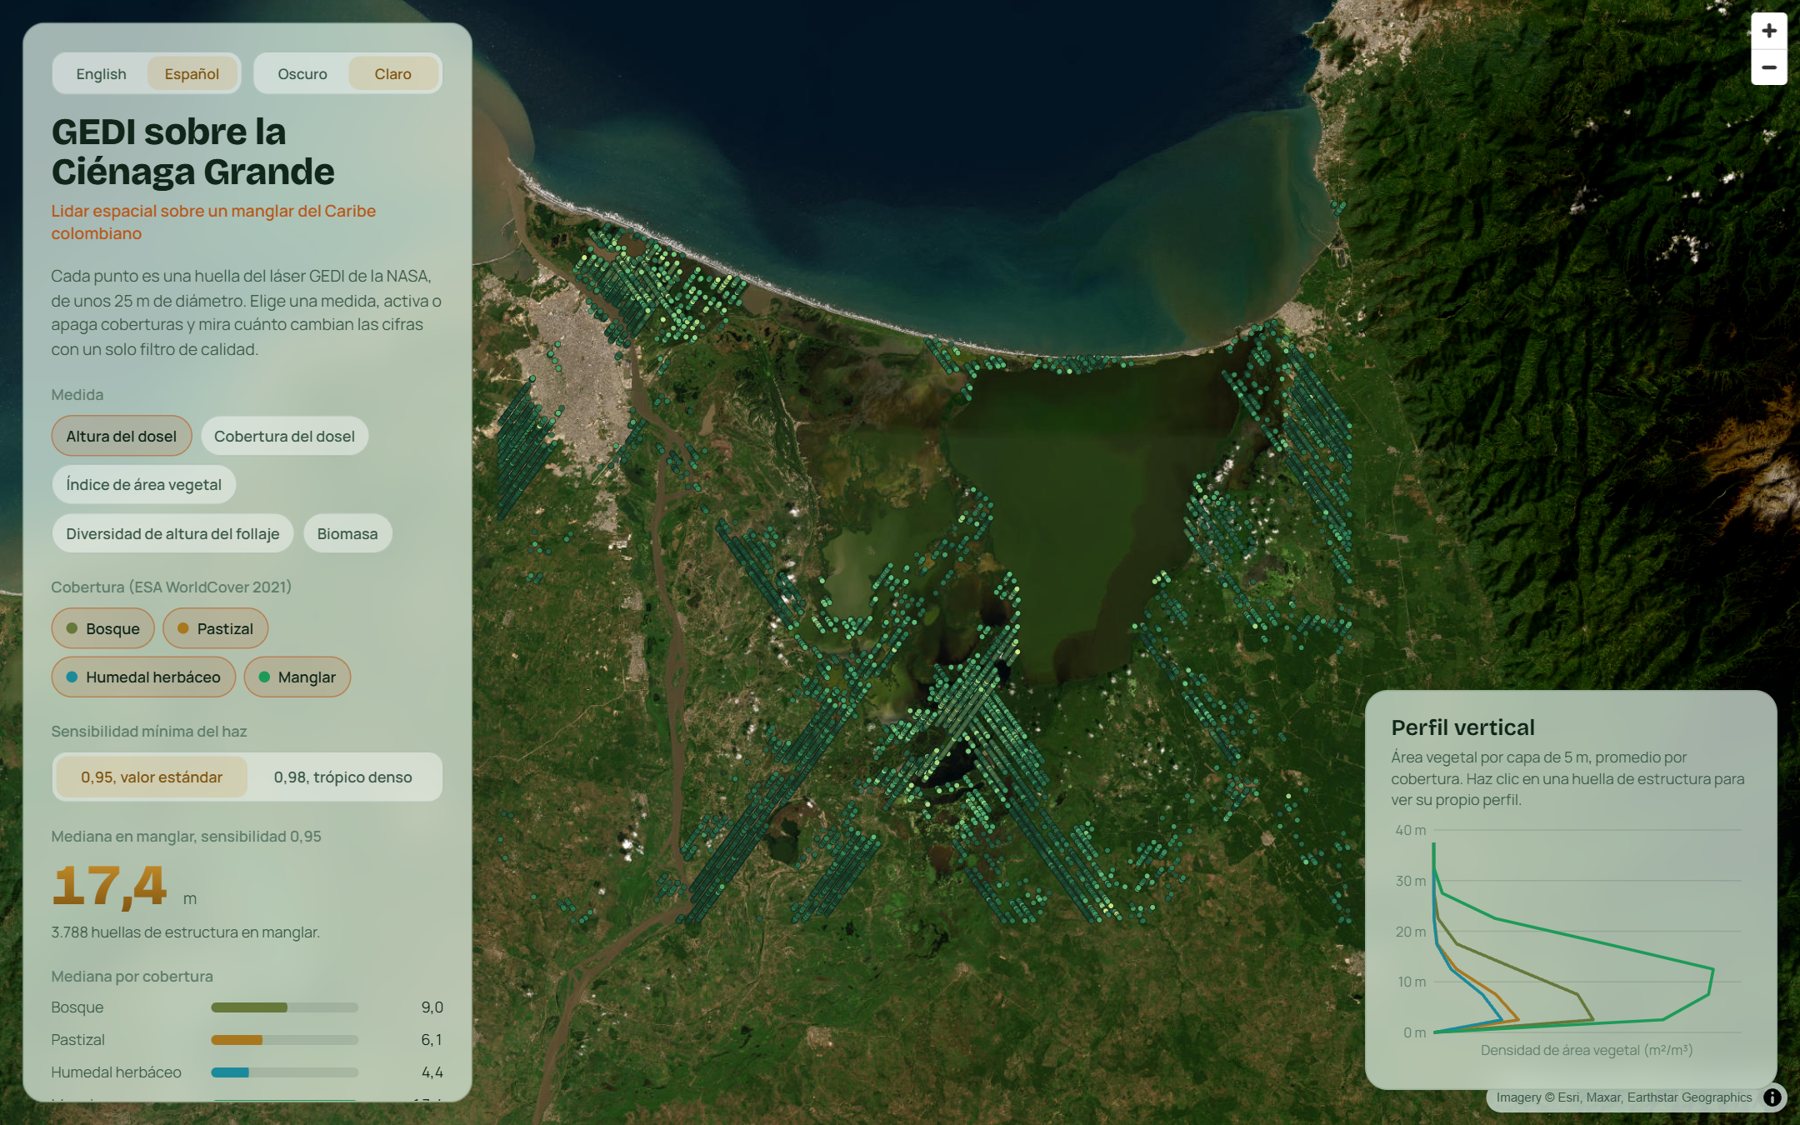 English
Español
Oscuro
Claro
GEDI sobre la
Ciénaga Grande
Lidar espacial sobre un manglar del Caribe
colombiano
Cada punto es una huella del láser GEDI de la NASA,
de unos 25 m de diámetro. Elige una medida, activa o
apaga coberturas y mira cuánto cambian las cifras
con un solo filtro de calidad.
Medida
Altura del dosel
Cobertura del dosel
Índice de área vegetal
Diversidad de altura del follaje
Biomasa
Cobertura (ESA WorldCover 2021)
Bosque
Pastizal
Humedal herbáceo
Manglar
Sensibilidad mínima del haz
0,95, valor estándar
0,98, trópico denso
Mediana en manglar, sensibilidad 0,95
17,4 m
3.788 huellas de estructura en manglar.
Mediana por cobertura
Bosque 9,0
Pastizal 6,1
Humedal herbáceo 4,4
Perfil vertical
Área vegetal por capa de 5 m, promedio por
cobertura. Haz clic en una huella de estructura para
ver su propio perfil.
40 m
30 m
20 m
10 m
0 m
Densidad de área vegetal (m²/m³)
Imagery © Esri, Maxar, Earthstar Geographics